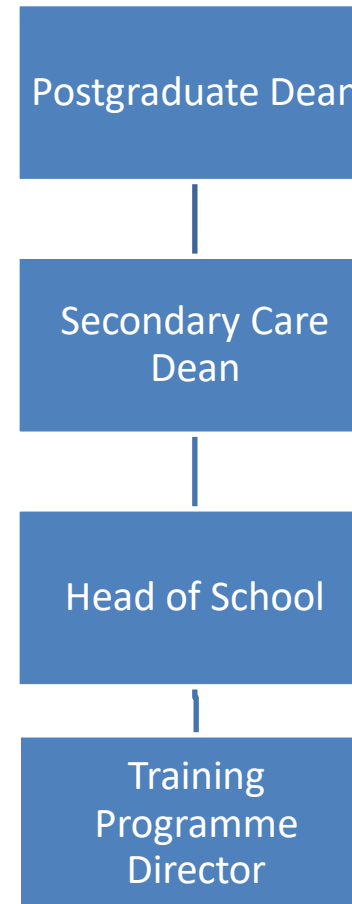 Postgraduate Dean
Secondary Care
Dean
Head of School
Training
Programme
Director